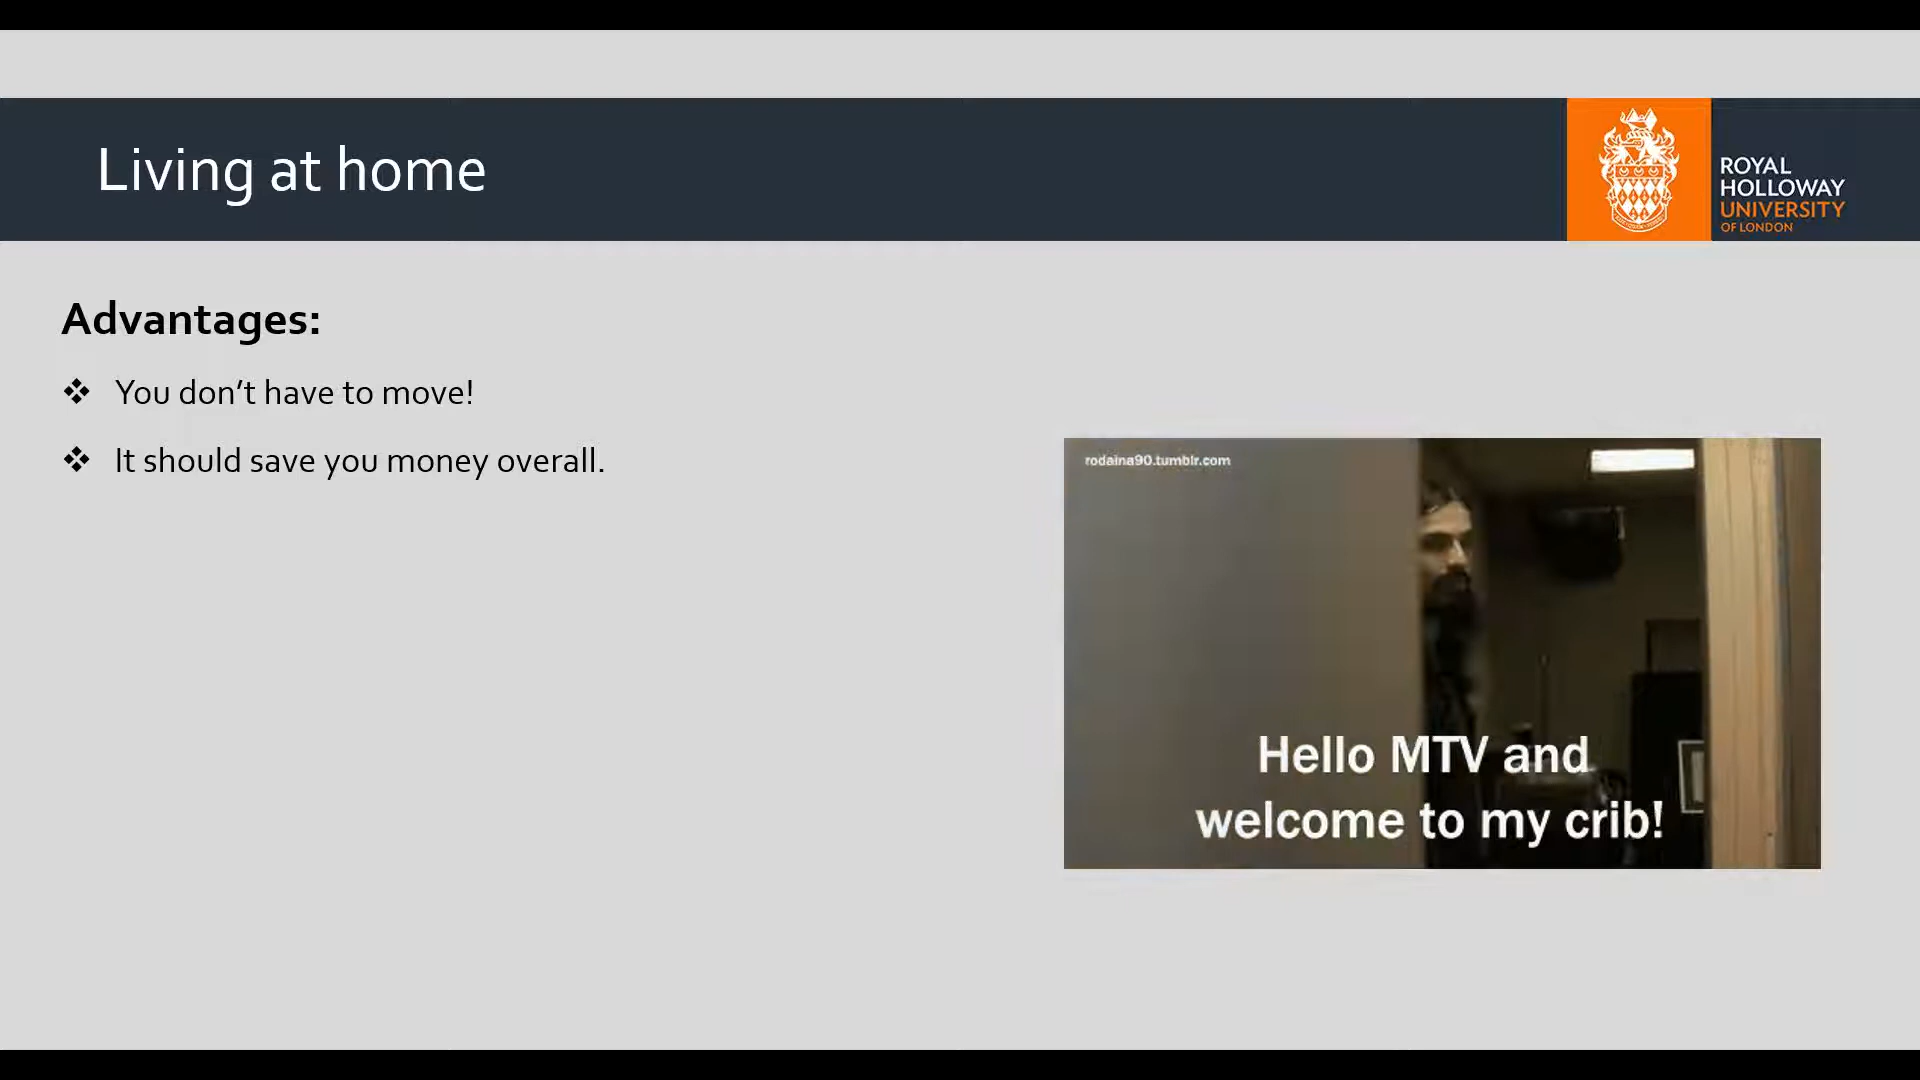 Living at home
ROYAL
HOLLOWAY
UNIVERSITY
OF LONDON
Advantages:
❖ You don’t have to move!
❖ It should save you money overall.
rodaina90.tumblr.com
Hello MTV and
welcome to my crib!